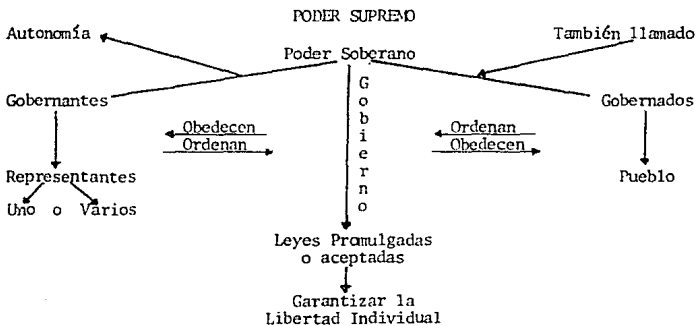 PODER SUPREMO
Autonomía
También llamado
Poder Soberano
Gobierno
Gobernantes
Gobernados
Obedecen
Ordenan
Ordenan
Obedecen
Representantes
Pueblo
Uno o Varios
Leyes Promulgadas
o aceptadas
Garantizar la
Libertad Individual